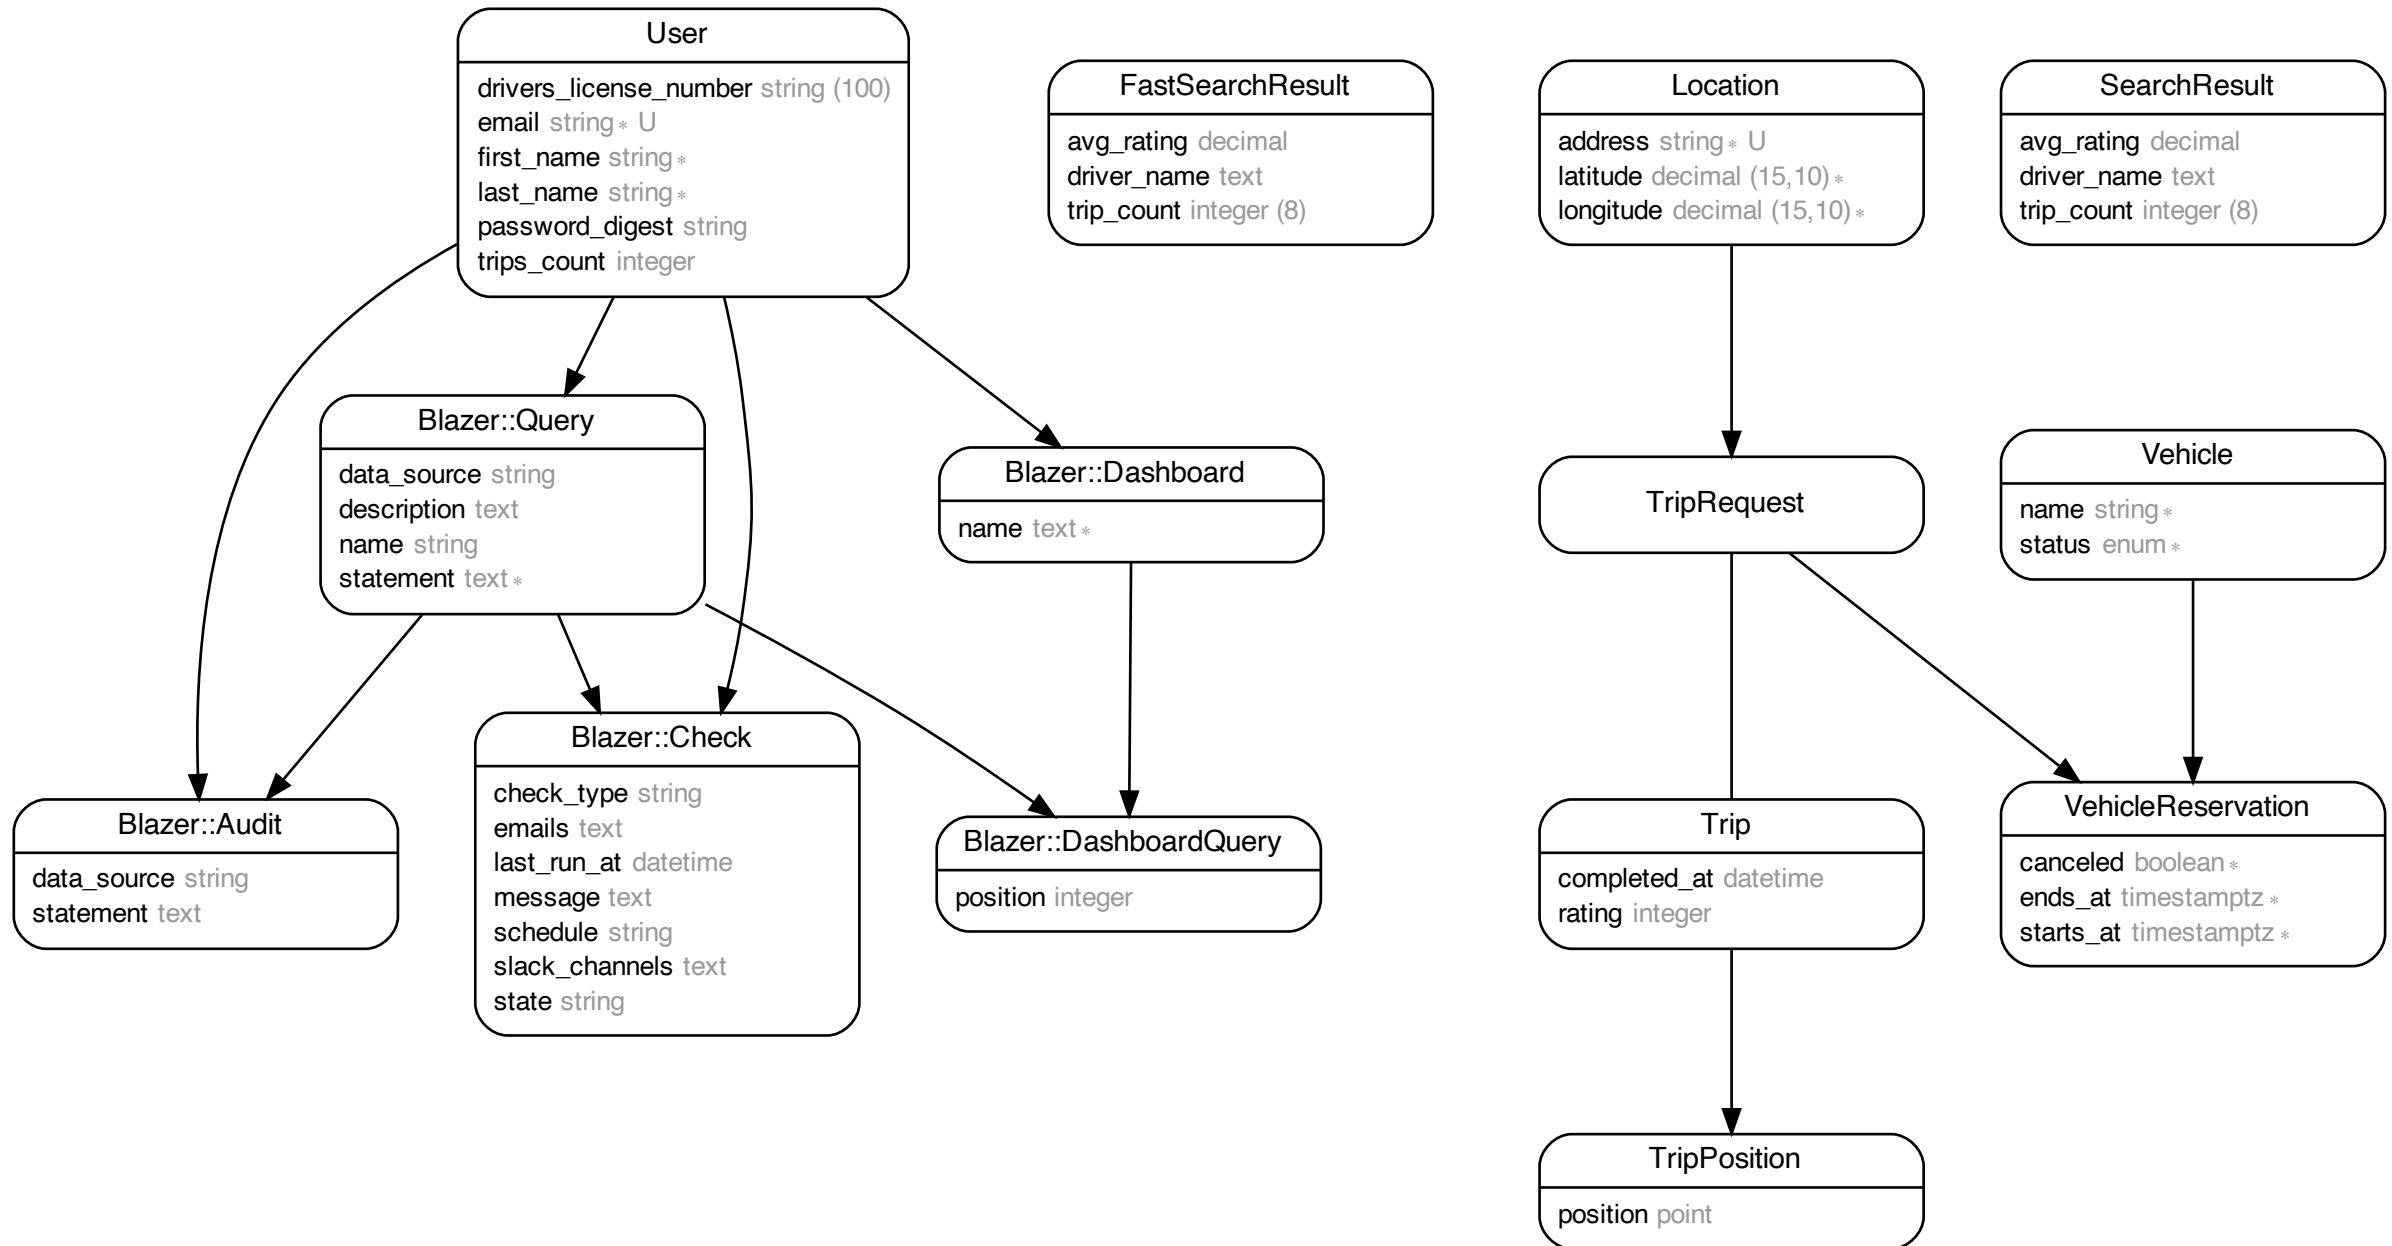 User
drivers_license_number string (100)
email string∗ U
first_name string∗
last_name string∗
password_digest string
trips_count integer
FastSearchResult
avg_rating decimal
driver_name text
trip_count integer (8)
Location
address string∗ U
latitude decimal (15,10)∗
longitude decimal (15,10)∗
SearchResult
avg_rating decimal
driver_name text
trip_count integer (8)
Blazer::Query
data_source string
description text
name string
statement text∗
Blazer::Dashboard
name text∗
TripRequest
Vehicle
name string∗
status enum∗
Blazer::Audit
data_source string
statement text
Blazer::Check
check_type string
emails text
last_run_at datetime
message text
schedule string
slack_channels text
state string
Blazer::DashboardQuery
position integer
Trip
completed_at datetime
rating integer
VehicleReservation
canceled boolean∗
ends_at timestamptz∗
starts_at timestamptz∗
TripPosition
position point